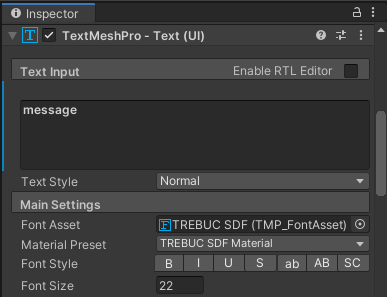 Inspector
TextMeshPro - Text (UI)
Text Input Enable RTL Editor
message
Text Style Normal
Main Settings
Font Asset TREBUC SDF (TMP_FontAsset)
Material Preset TREBUC SDF Material
Font Style B I U S ab AB SC
Font Size 22